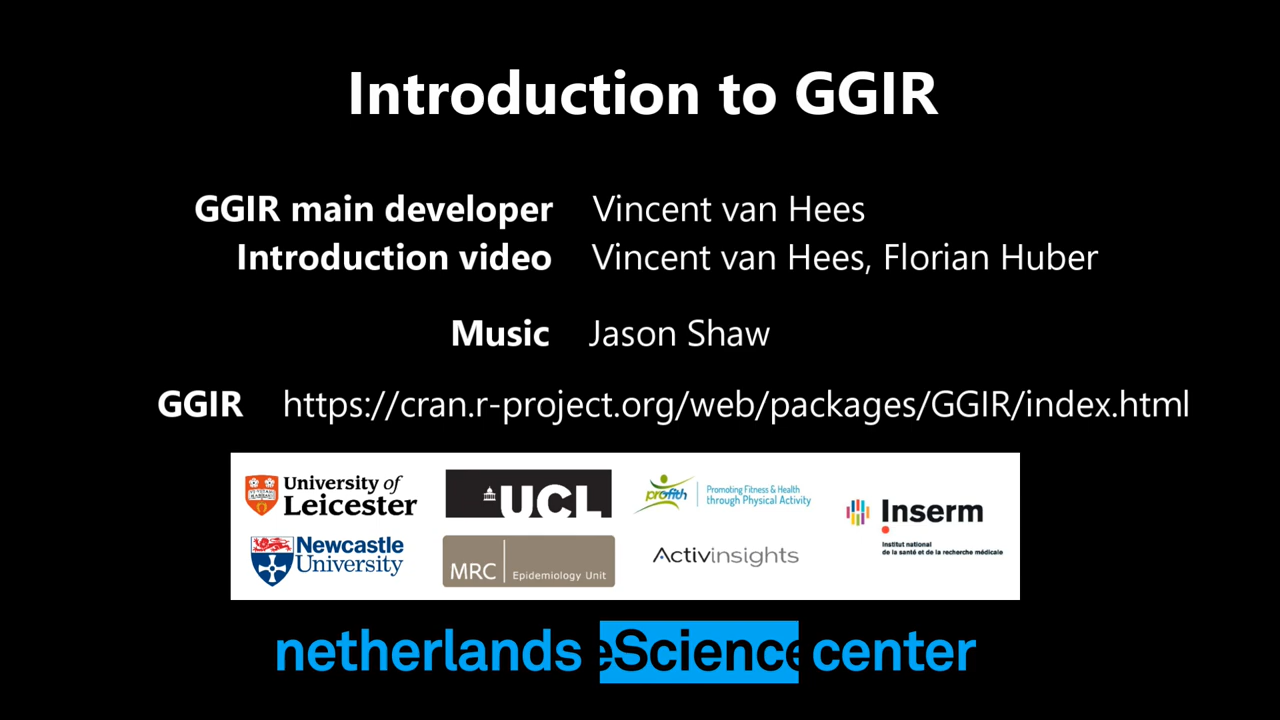 Introduction to GGIR
GGIR main developer Vincent van Hees
Introduction video Vincent van Hees, Florian Huber
Music Jason Shaw
GGIR https://cran.r-project.org/web/packages/GGIR/index.html
University of
Leicester
UCL
profith
Promoting Fitness & Health
through Physical Activity
Inserm
Institut national
de la santé et de la recherche médicale
Newcastle
University
MRC Epidemiology Unit
Activinsights
netherlands eScience center